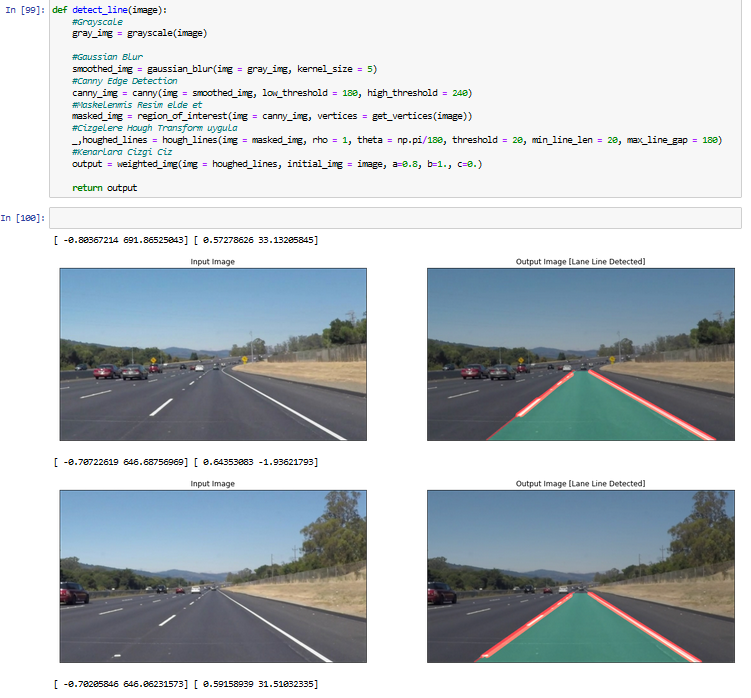 In [99]: def detect_line(image):
#Grayscale
gray_img = grayscale(image)
#Gaussian Blur
smoothed_img = gaussian_blur(img = gray_img, kernel_size = 5)
#Canny Edge Detection
canny_img = canny(img = smoothed_img, low_threshold = 180, high_threshold = 240)
#Maskelenmis Resim elde et
masked_img = region_of_interest(img = canny_img, vertices = get_vertices(image))
#Cizgelere Hough Transform uygula
_,houghed_lines = hough_lines(img = masked_img, rho = 1, theta = np.pi/180, threshold = 20, min_line_len = 20, max_line_gap = 180)
#Kenarlara Cizgi Ciz
output = weighted_img(img = houghed_lines, initial_img = image, a=0.8, b=1., c=0.)
return output
In [100]:
[ -0.80367214 691.86525043] [ 0.57278626 33.13205845]
Input Image Output Image [Lane Line Detected]
[ -0.70722619 646.68756969] [ 0.64353083 -1.93621793]
Input Image Output Image [Lane Line Detected]
[ -0.70205846 646.06231573] [ 0.59158939 31.51032335]